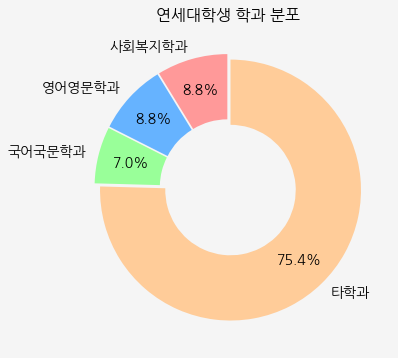 연세대학생 학과 분포
사회복지학과
8.8%
영어영문학과
8.8%
국어국문학과
7.0%
75.4%
타학과